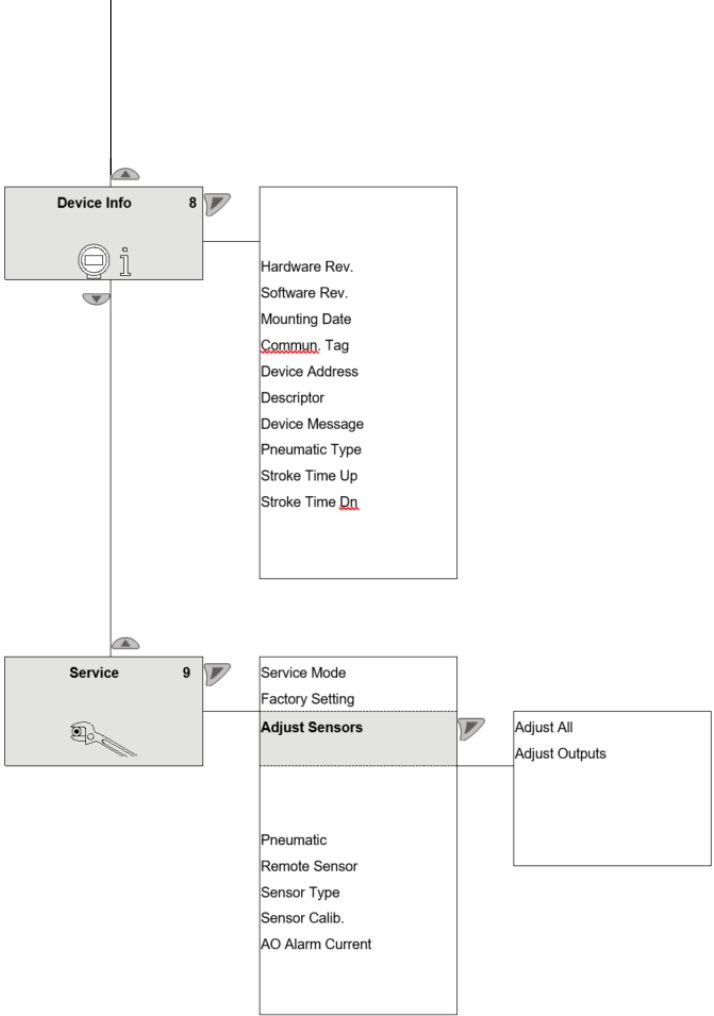 Device Info 8
Hardware Rev.
Software Rev.
Mounting Date
Commun. Tag
Device Address
Descriptor
Device Message
Pneumatic Type
Stroke Time Up
Stroke Time Dn
Service 9
Service Mode
Factory Setting
Adjust Sensors
Adjust All
Adjust Outputs
Pneumatic
Remote Sensor
Sensor Type
Sensor Calib.
AO Alarm Current